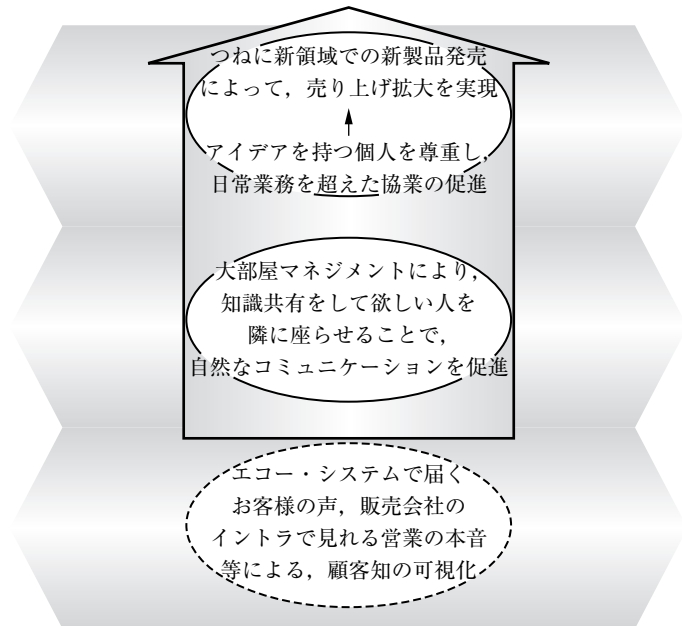 つねに新領域での新製品発売
によって，売り上げ拡大を実現
アイデアを持つ個人を尊重し，
日常業務を超えた協業の促進
大部屋マネジメントにより，
知識共有をして欲しい人を
隣に座らせることで，
自然なコミュニケーションを促進
エコー・システムで届く
お客様の声，販売会社の
イントラで見れる営業の本音
等による，顧客知の可視化